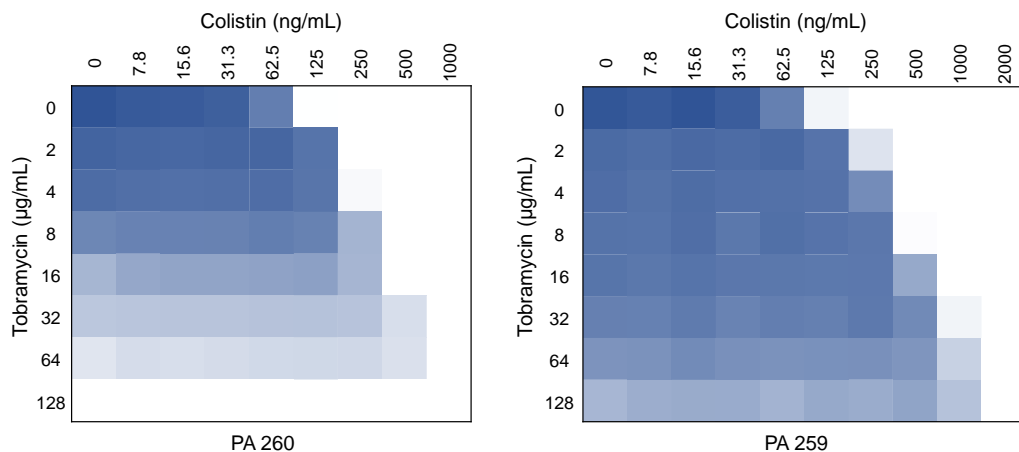 Colistin (ng/mL)
0 7.8 15.6 31.3 62.5 125 250 500 1000
Tobramycin (µg/mL)
0
2
4
8
16
32
64
128
PA 260
Colistin (ng/mL)
0 7.8 15.6 31.3 62.5 125 250 500 1000 2000
Tobramycin (µg/mL)
0
2
4
8
16
32
64
128
PA 259